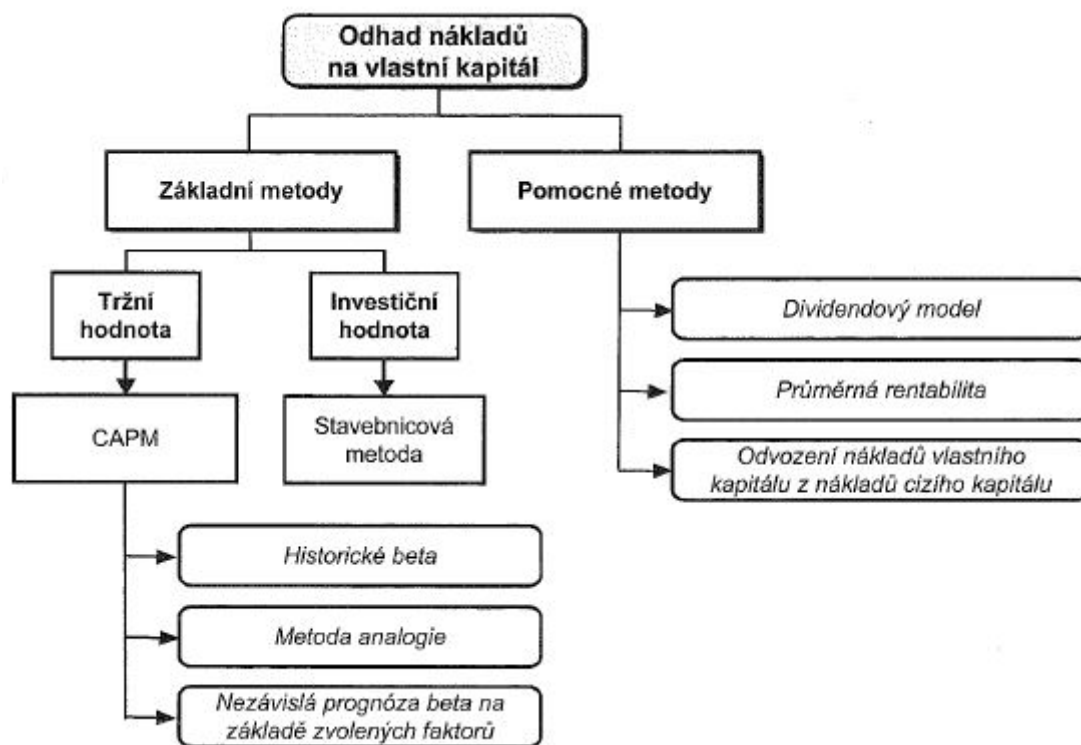 Odhad nákladů
na vlastní kapitál
Základní metody
Pomocné metody
Tržní
hodnota
Investiční
hodnota
Dividendový model
CAPM
Stavebnicová
metoda
Průměrná rentabilita
Odvození nákladů vlastního
kapitálu z nákladů cizího kapitálu
Historické beta
Metoda analogie
Nezávislá prognóza beta na
základě zvolených faktorů